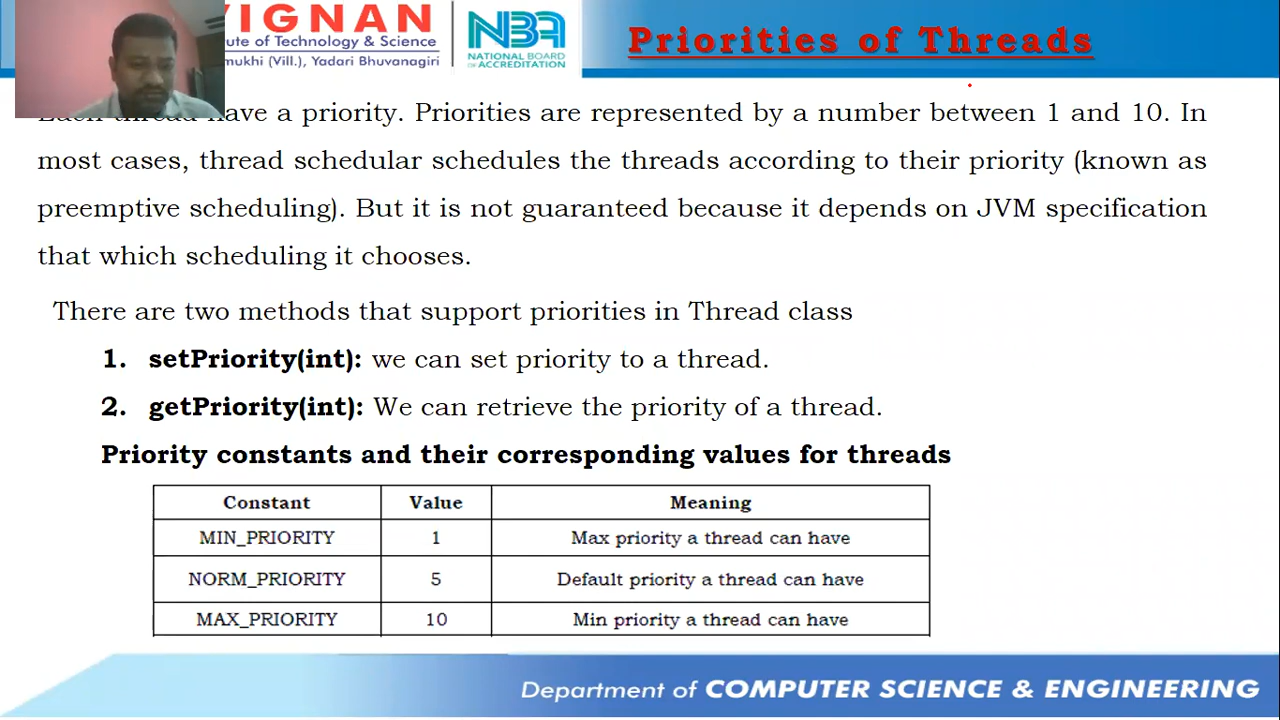 VIGNAN
ute of Technology & Science
mukhi (Vill.), Yadari Bhuvanagiri
NBA
NATIONAL BOARD
OF ACCREDITATION
Priorities of Threads
Each thread have a priority. Priorities are represented by a number between 1 and 10. In
most cases, thread schedular schedules the threads according to their priority (known as
preemptive scheduling). But it is not guaranteed because it depends on JVM specification
that which scheduling it chooses.
There are two methods that support priorities in Thread class
1. setPriority(int): we can set priority to a thread.
2. getPriority(int): We can retrieve the priority of a thread.
Priority constants and their corresponding values for threads
Constant Value Meaning
MIN_PRIORITY 1 Max priority a thread can have
NORM_PRIORITY 5 Default priority a thread can have
MAX_PRIORITY 10 Min priority a thread can have
Department of COMPUTER SCIENCE & ENGINEERING